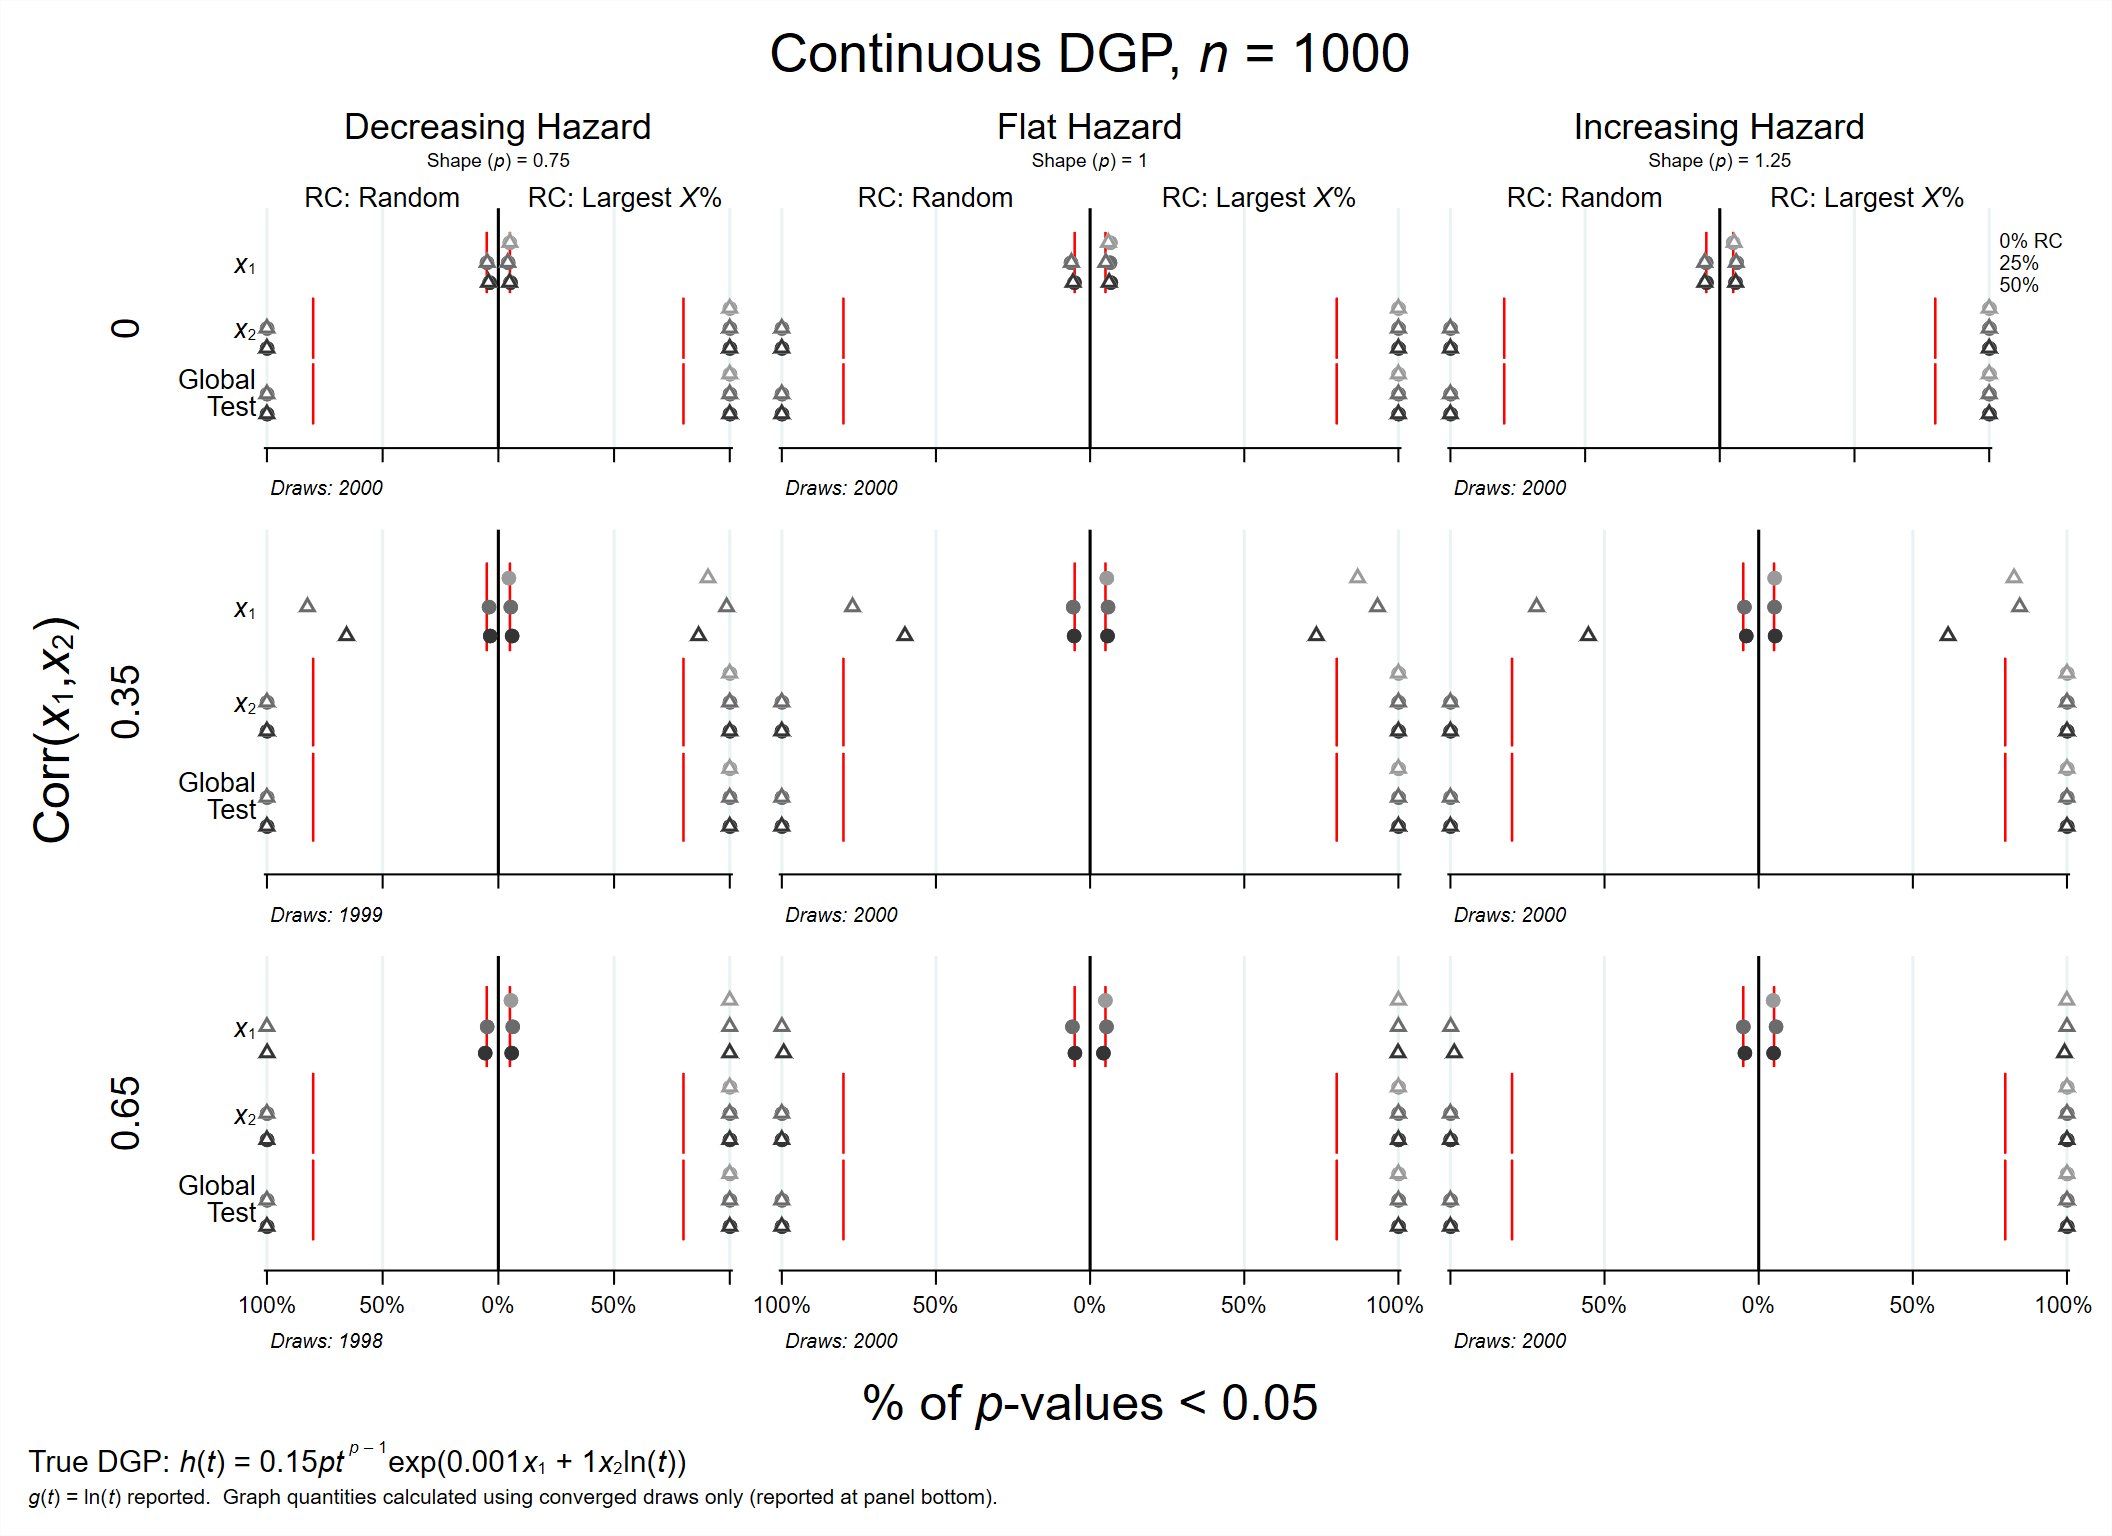 Continuous DGP, n = 1000
Decreasing Hazard
Flat Hazard
Increasing Hazard
Shape (p) = 0.75
Shape (p) = 1
Shape (p) = 1.25
RC: Random
RC: Largest X%
RC: Random
RC: Largest X%
RC: Random
RC: Largest X%
0% RC
25%
50%
Corr(x1,x2)
0
x1
x2
Global
Test
Draws: 2000
Draws: 2000
Draws: 2000
0.35
x1
x2
Global
Test
Draws: 1999
Draws: 2000
Draws: 2000
0.65
x1
x2
Global
Test
100% 50% 0% 50%
100% 50% 0% 50% 100%
50% 0% 50% 100%
Draws: 1998
Draws: 2000
Draws: 2000
% of p-values < 0.05
True DGP: h(t) = 0.15pt^(p − 1)exp(0.001x1 + 1x2ln(t))
g(t) = ln(t) reported.  Graph quantities calculated using converged draws only (reported at panel bottom).